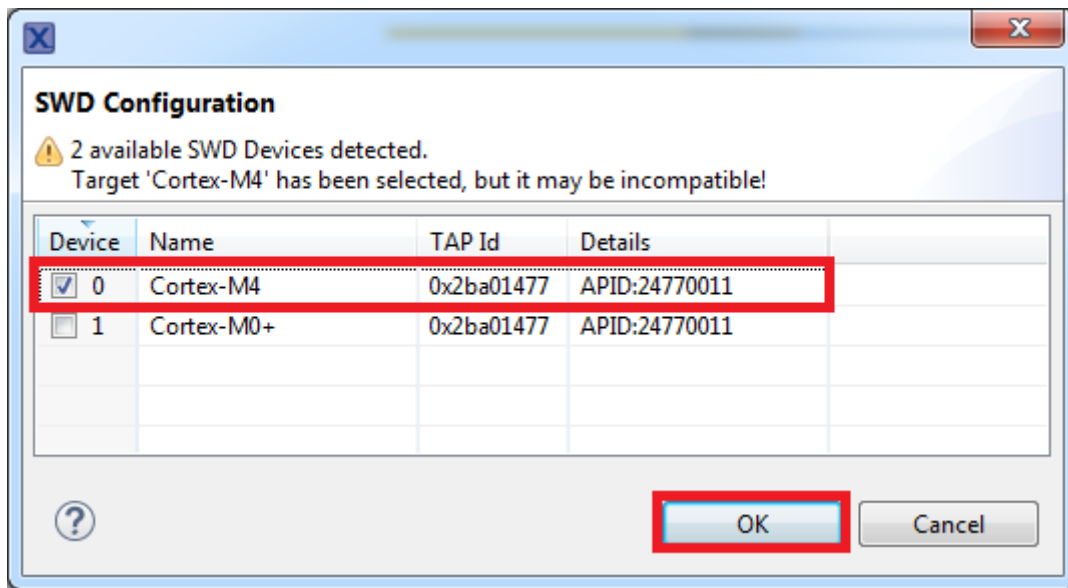 SWD Configuration
2 available SWD Devices detected.
Target 'Cortex-M4' has been selected, but it may be incompatible!
Device Name TAP Id Details
0 Cortex-M4 0x2ba01477 APID:24770011
1 Cortex-M0+ 0x2ba01477 APID:24770011
OK Cancel